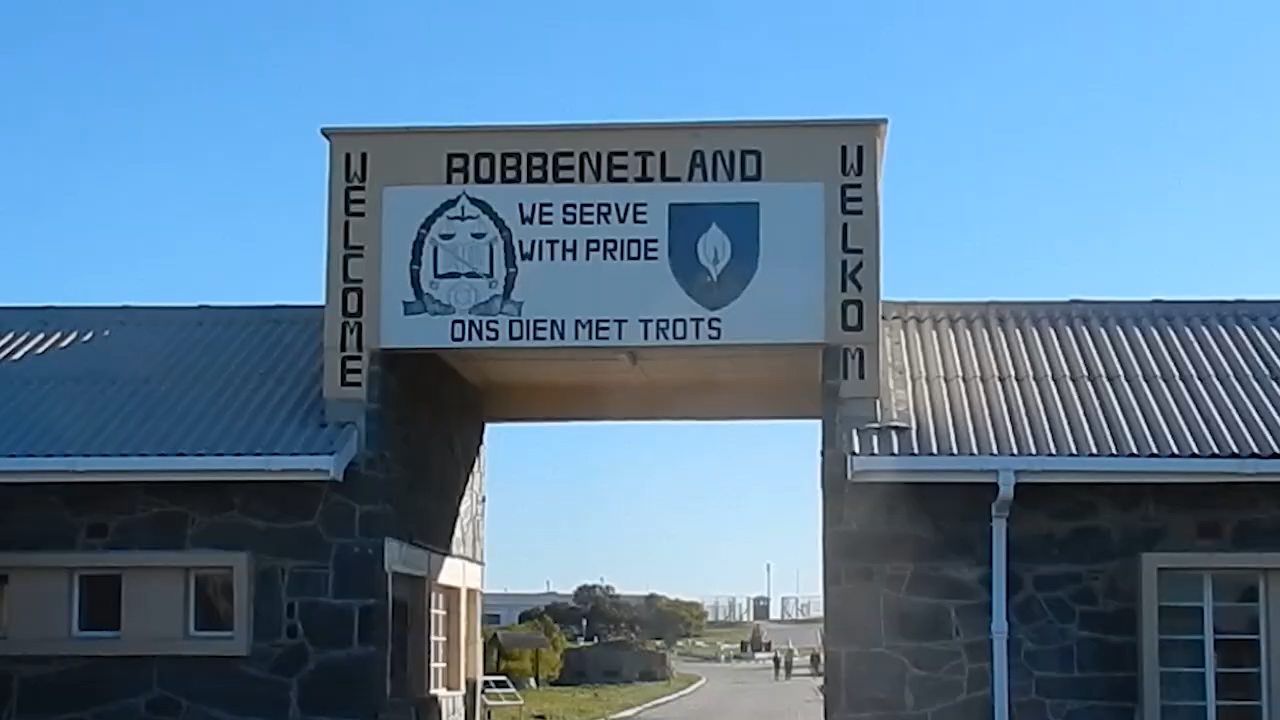 WELCOME
ROBBENEILAND
WE SERVE
WITH PRIDE
ONS DIEN MET TROTS
WELKOM